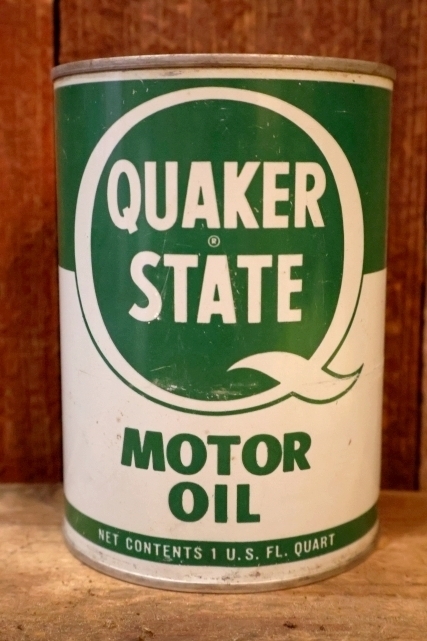 QUAKER
®
STATE
MOTOR
OIL
NET CONTENTS 1 U.S. FL. QUART